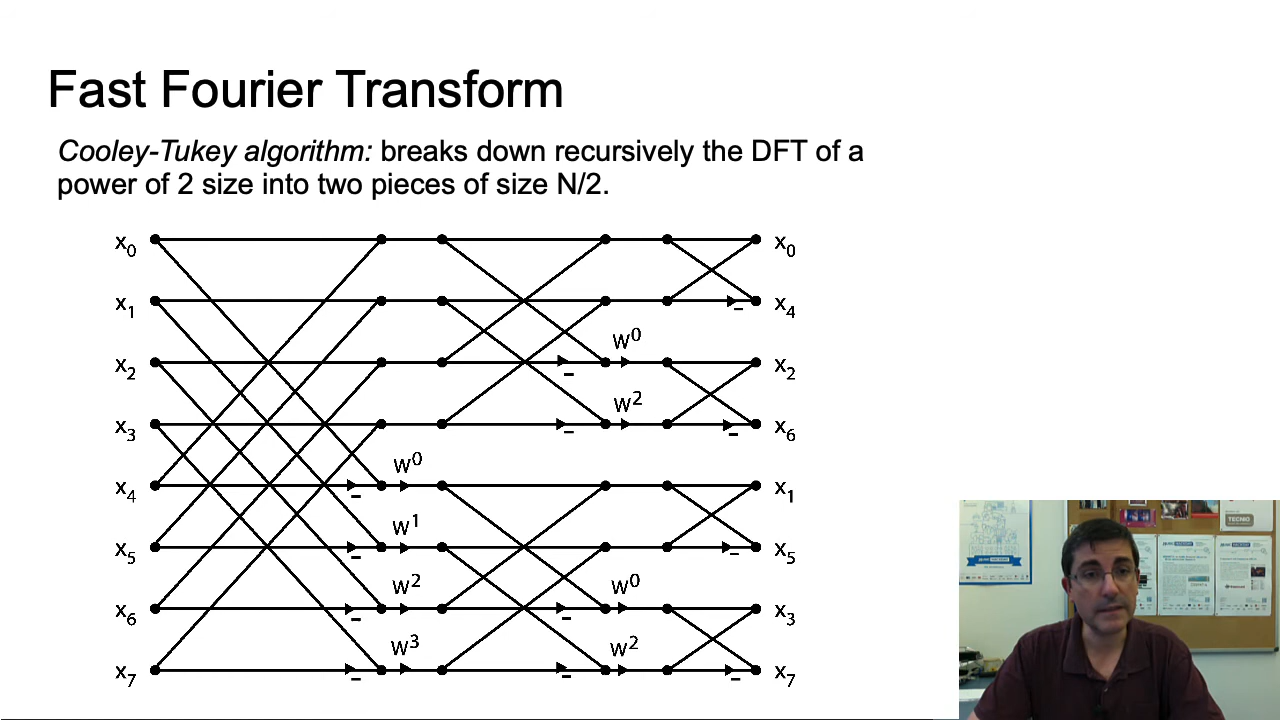 Fast Fourier Transform
Cooley-Tukey algorithm: breaks down recursively the DFT of a
power of 2 size into two pieces of size N/2.
x0 x0
x1 - x4
W0
x2 - x2
W2
x3 - - x6
W0
x4 - x1
W1
x5 - - x5
W2 W0
x6 - - x3
W3 W2
x7 - - - x7
TECNIO